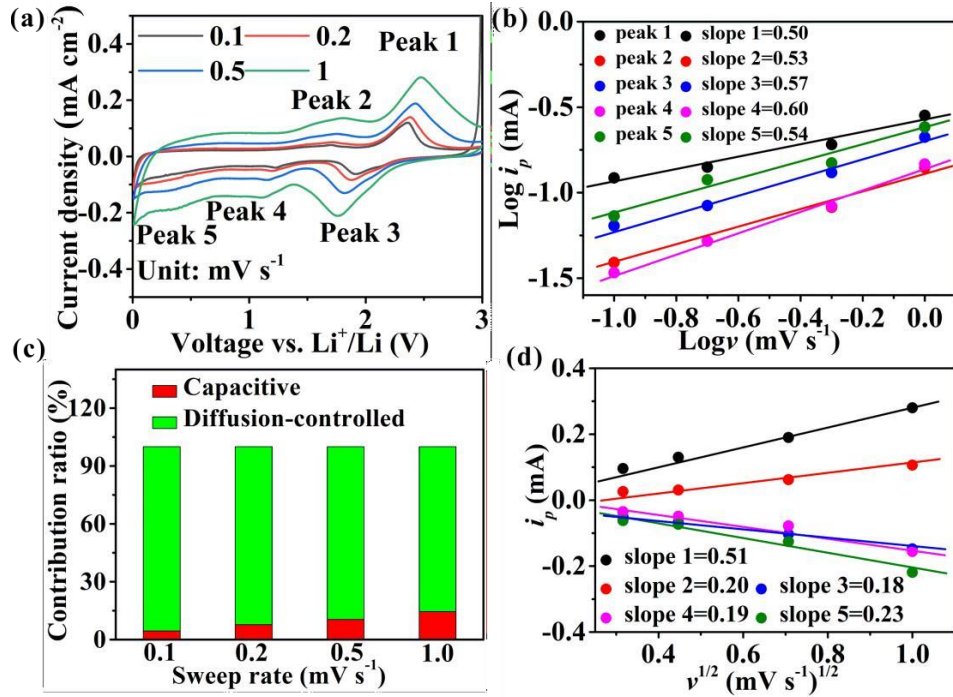 (a)
0.1
0.2
0.5
1
Peak 1
Peak 2
Peak 4
Peak 3
Peak 5
Unit: mV s⁻¹
0.4
0.2
0.0
-0.2
-0.4
Current density (mA cm⁻²)
0
1
2
3
Voltage vs. Li⁺/Li (V)
(b)
peak 1
slope 1=0.50
peak 2
slope 2=0.53
peak 3
slope 3=0.57
peak 4
slope 4=0.60
peak 5
slope 5=0.54
0.0
-0.5
-1.0
-1.5
Log iₚ (mA)
-1.0
-0.8
-0.6
-0.4
-0.2
0.0
Logv (mV s⁻¹)
(c)
Capacitive
Diffusion-controlled
120
90
60
30
0
Contribution ratio (%)
0.1
0.2
0.5
1.0
Sweep rate (mV s⁻¹)
(d)
0.4
0.2
0.0
-0.2
-0.4
iₚ (mA)
slope 1=0.51
slope 2=0.20
slope 3=0.18
slope 4=0.19
slope 5=0.23
0.4
0.6
0.8
1.0
v¹ᐟ² (mV s⁻¹)¹ᐟ²